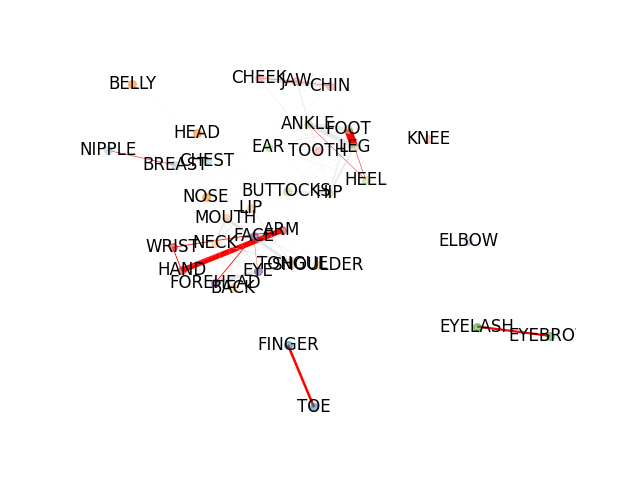 CHEEK
JAW
CHIN
BELLY
ANKLE
FOOT
HEAD
KNEE
EAR
LEG
NIPPLE
TOOTH
BREAST
CHEST
HEEL
BUTTOCKS
HIP
NOSE
LIP
MOUTH
ARM
FACE
NECK
WRIST
ELBOW
TONGUE
SHOULDER
HAND
EYE
FOREHEAD
BACK
EYELASH
EYEBRO
FINGER
TOE